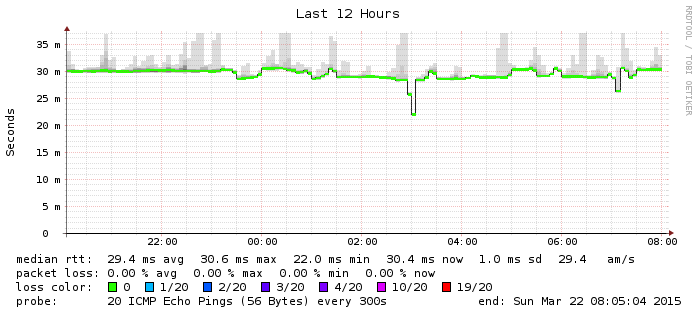 Last 12 Hours
RRDTOOL / TOBI OETIKER
Seconds
35 m
30 m
25 m
20 m
15 m
10 m
5 m
0
22:00 00:00 02:00 04:00 06:00 08:00
median rtt: 29.4 ms avg 30.6 ms max 22.0 ms min 30.4 ms now 1.0 ms sd 29.4 am/s
packet loss: 0.00 % avg 0.00 % max 0.00 % min 0.00 % now
loss color: 0 1/20 2/20 3/20 4/20 10/20 19/20
probe: 20 ICMP Echo Pings (56 Bytes) every 300s end: Sun Mar 22 08:05:04 2015